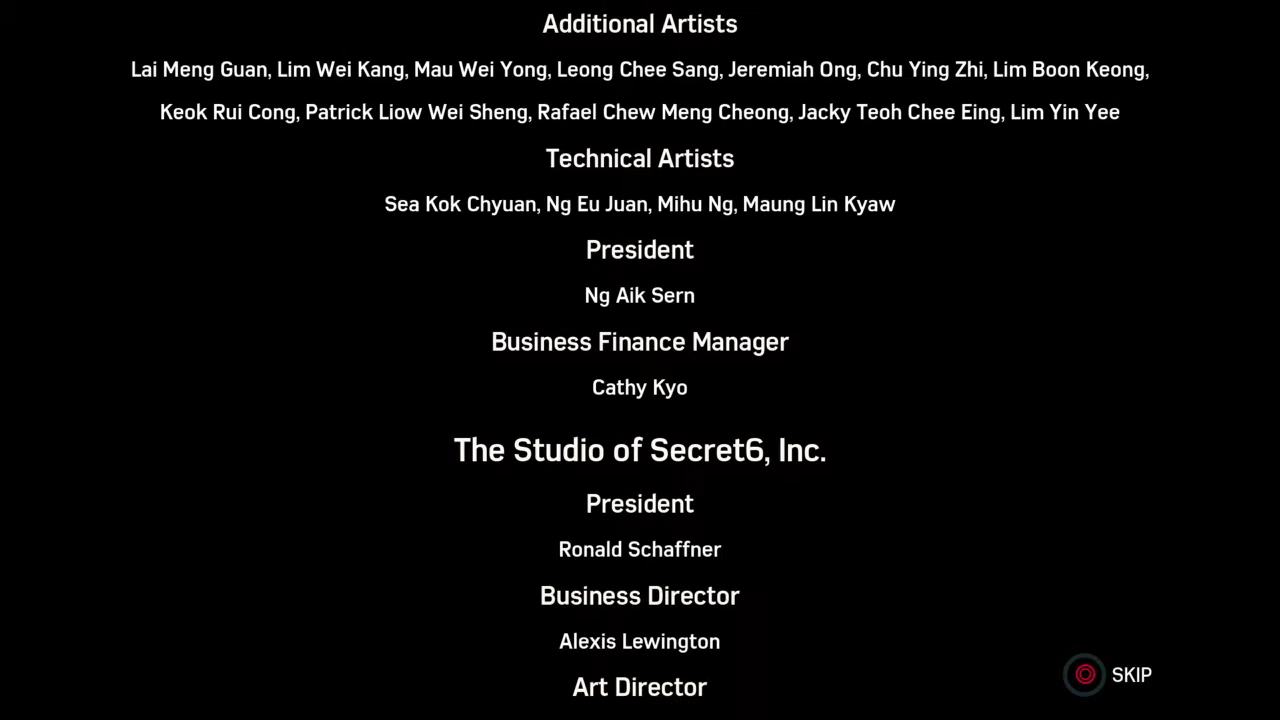 Additional Artists
Lai Meng Guan, Lim Wei Kang, Mau Wei Yong, Leong Chee Sang, Jeremiah Ong, Chu Ying Zhi, Lim Boon Keong,
Keok Rui Cong, Patrick Liow Wei Sheng, Rafael Chew Meng Cheong, Jacky Teoh Chee Eing, Lim Yin Yee
Technical Artists
Sea Kok Chyuan, Ng Eu Juan, Mihu Ng, Maung Lin Kyaw
President
Ng Aik Sern
Business Finance Manager
Cathy Kyo
The Studio of Secret6, Inc.
President
Ronald Schaffner
Business Director
Alexis Lewington
Art Director
SKIP